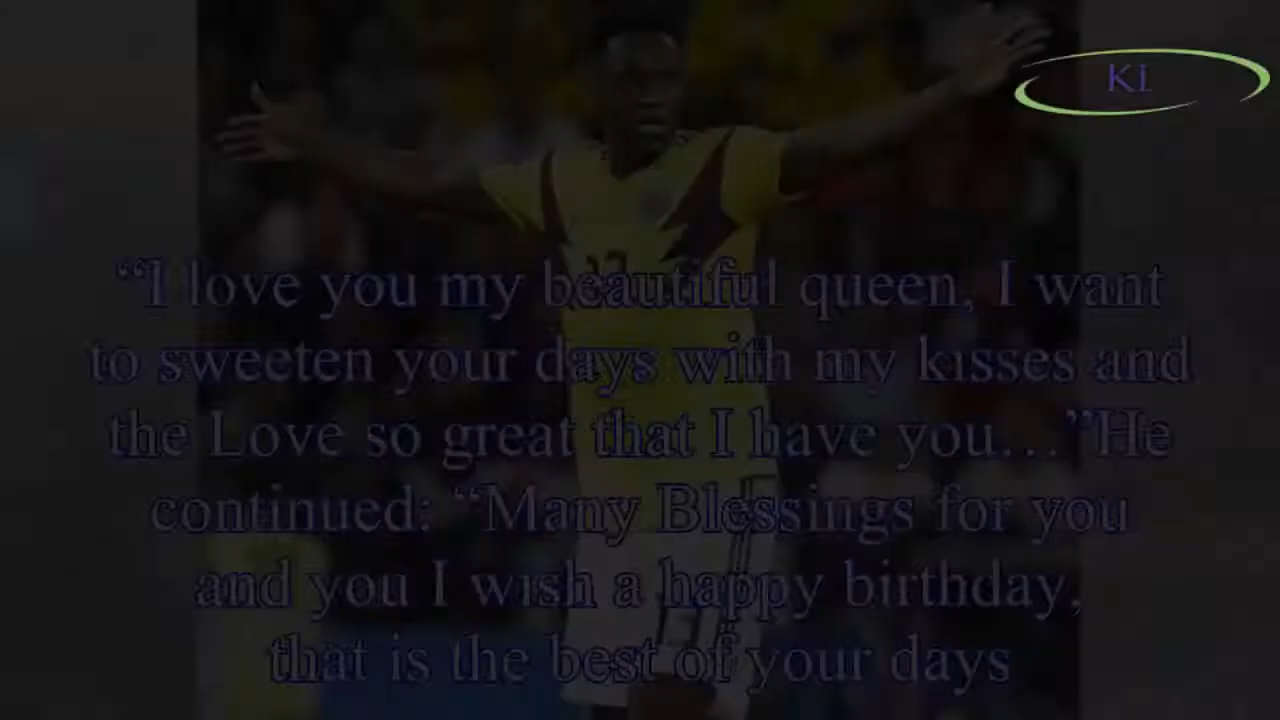 KI
“I love you my beautiful queen, I want
to sweeten your days with my kisses and
the Love so great that I have you…”He
continued: “Many Blessings for you
and you I wish a happy birthday,
that is the best of your days